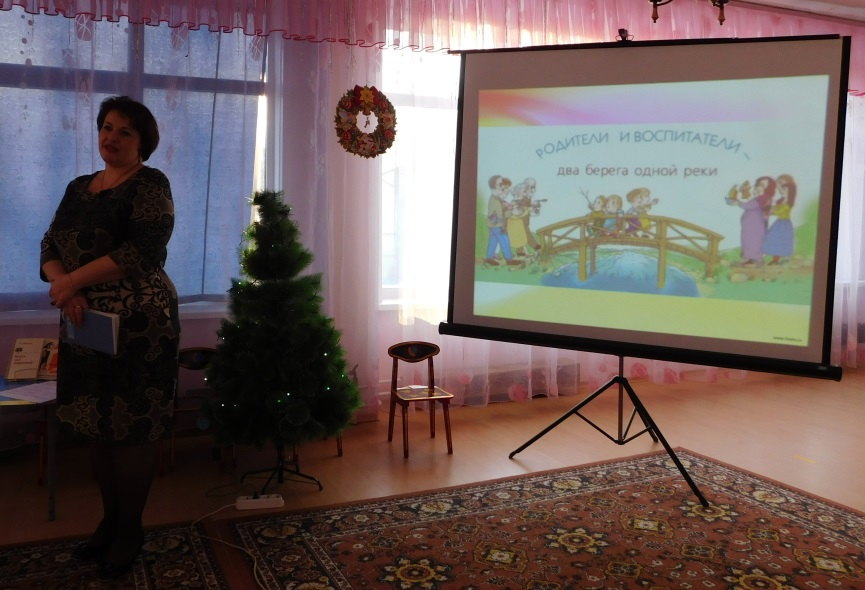 РОДИТЕЛИ И ВОСПИТАТЕЛИ –
два берега одной реки